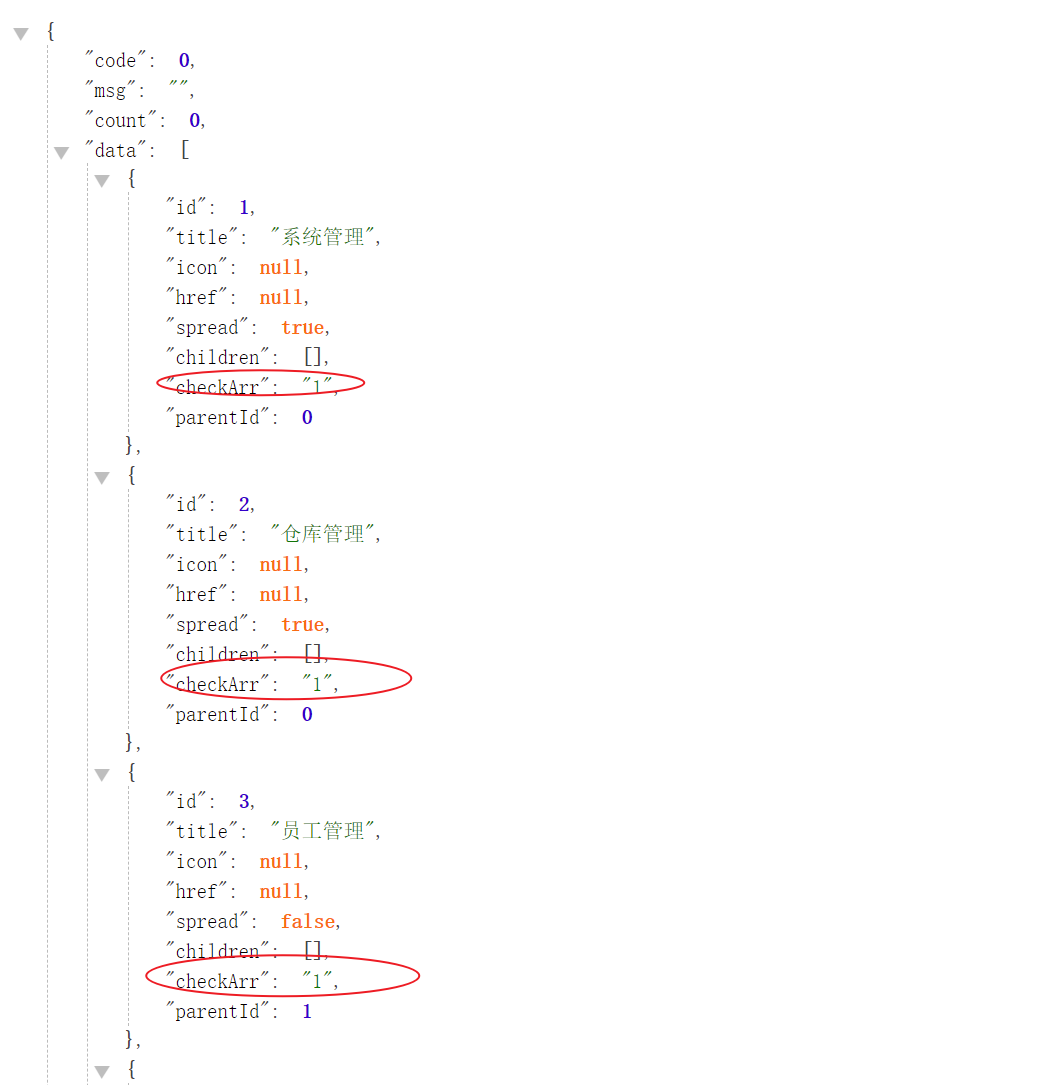 {
"code": 0,
"msg": "",
"count": 0,
"data": [
{
"id": 1,
"title": "系统管理",
"icon": null,
"href": null,
"spread": true,
"children": [],
"checkArr": "1",
"parentId": 0
},
{
"id": 2,
"title": "仓库管理",
"icon": null,
"href": null,
"spread": true,
"children": [],
"checkArr": "1",
"parentId": 0
},
{
"id": 3,
"title": "员工管理",
"icon": null,
"href": null,
"spread": false,
"children": [],
"checkArr": "1",
"parentId": 1
},
{